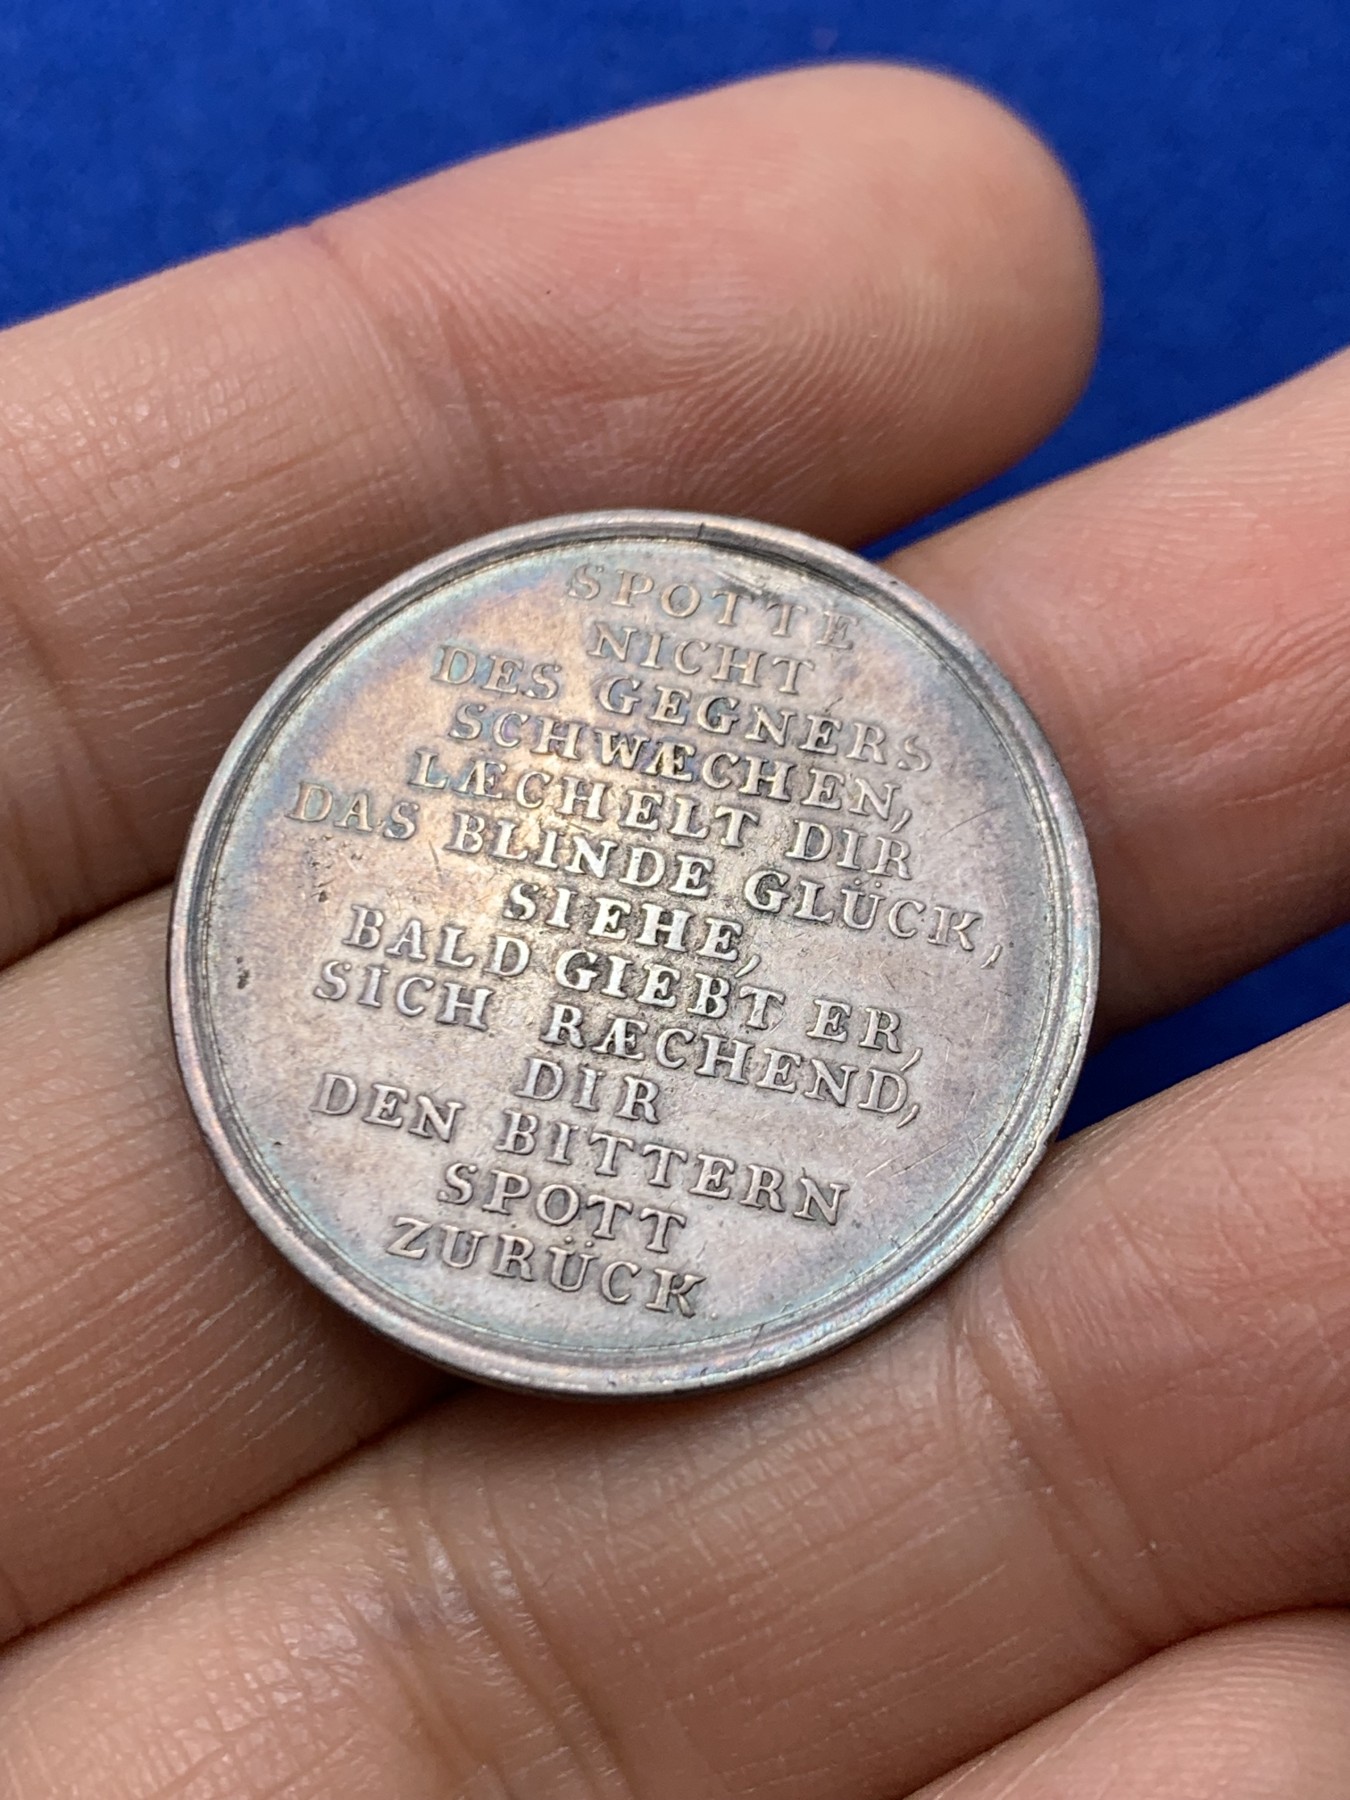 SPOTTE
NICHT
DES GEGNERS
SCHWÆCHEN,
LÆCHELT DIR
DAS BLINDE GLÜCK,
SIEHE,
BALD GIEBT ER,
SICH RÆCHEND,
DIR
DEN BITTERN
SPOTT
ZURÜCK